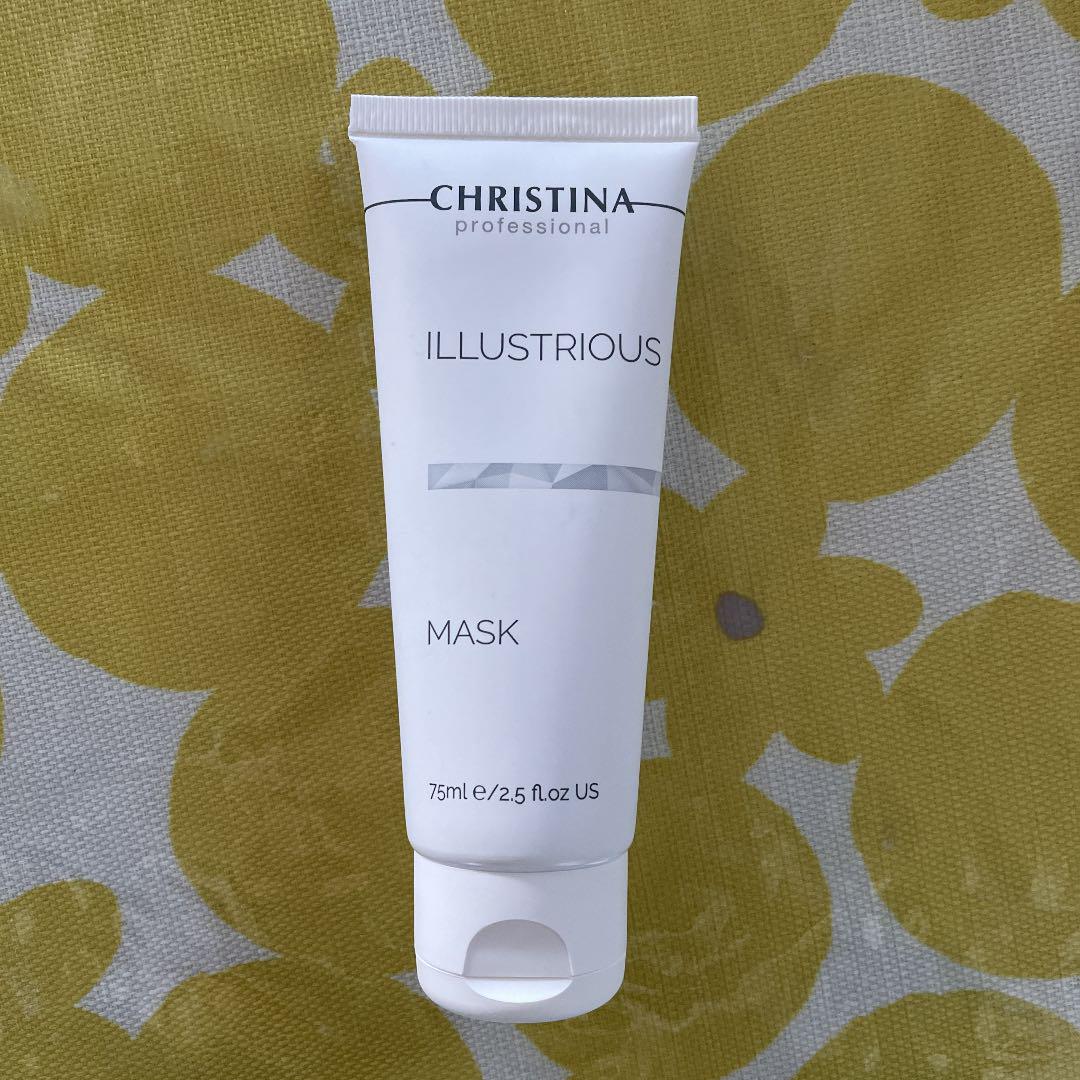 CHRISTINA
professional
ILLUSTRIOUS
MASK
75ml e/2.5 fl.oz US